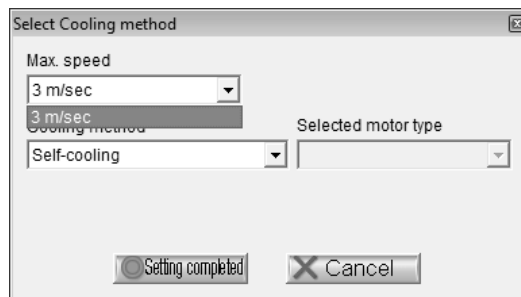 Select Cooling method
Max. speed
3 m/sec
3 m/sec
Cooling method
Selected motor type
Self-cooling
Setting completed
Cancel